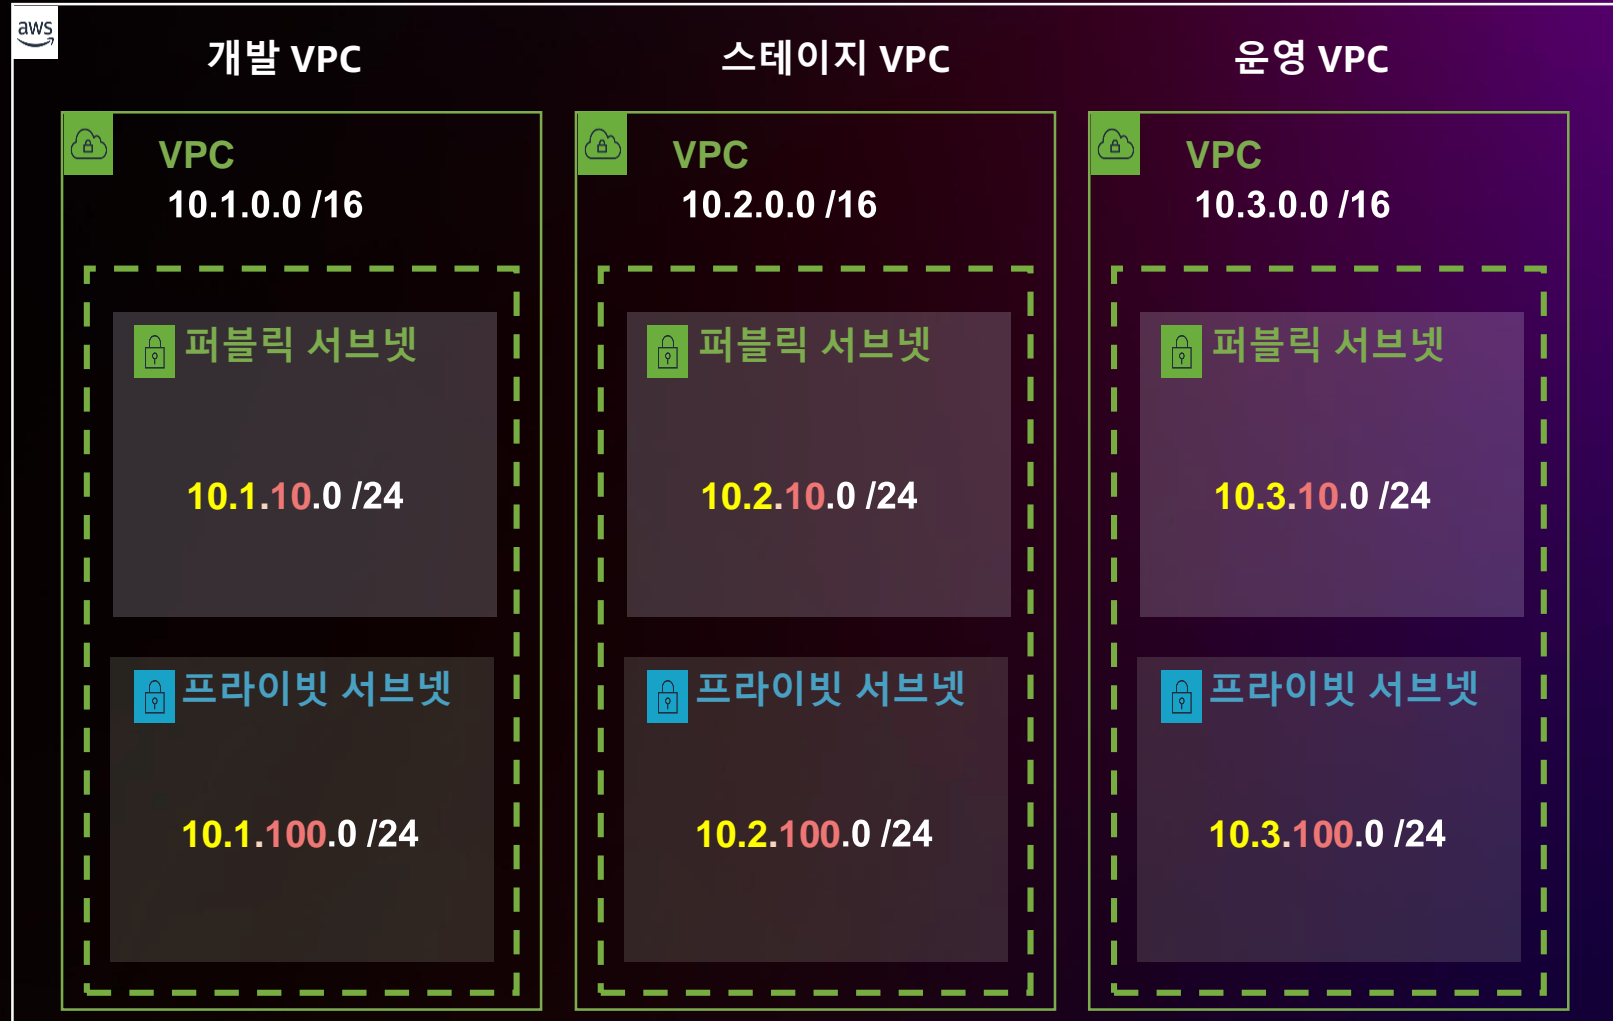 aws
개발 VPC
스테이지 VPC
운영 VPC
VPC
10.1.0.0 /16
퍼블릭 서브넷
10.1.10.0 /24
프라이빗 서브넷
10.1.100.0 /24
VPC
10.2.0.0 /16
퍼블릭 서브넷
10.2.10.0 /24
프라이빗 서브넷
10.2.100.0 /24
VPC
10.3.0.0 /16
퍼블릭 서브넷
10.3.10.0 /24
프라이빗 서브넷
10.3.100.0 /24